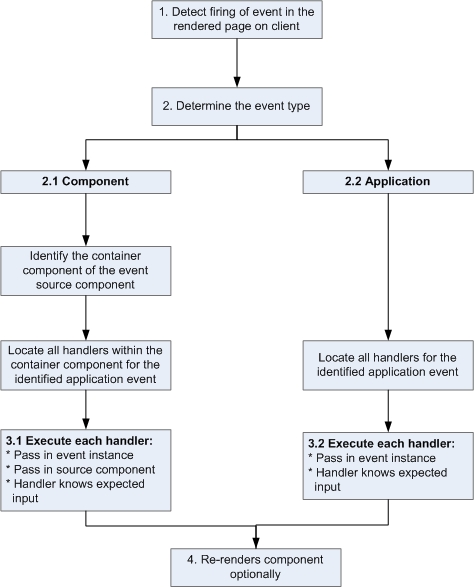 1. Detect firing of event in the
rendered page on client
2. Determine the event type
2.1 Component
2.2 Application
Identify the container
component of the event
source component
Locate all handlers within the
container component for the
identified application event
Locate all handlers for the
identified application event
3.1 Execute each handler:
* Pass in event instance
* Pass in source component
* Handler knows expected
input
3.2 Execute each handler:
* Pass in event instance
* Handler knows expected
input
4. Re-renders component
optionally